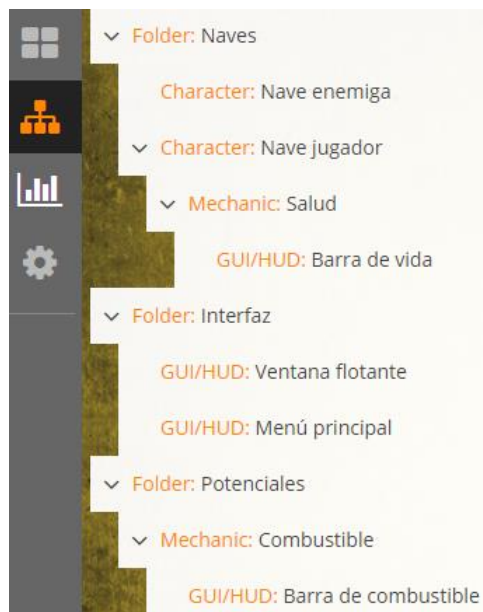 Folder: Naves
Character: Nave enemiga
Character: Nave jugador
Mechanic: Salud
GUI/HUD: Barra de vida
Folder: Interfaz
GUI/HUD: Ventana flotante
GUI/HUD: Menú principal
Folder: Potenciales
Mechanic: Combustible
GUI/HUD: Barra de combustible